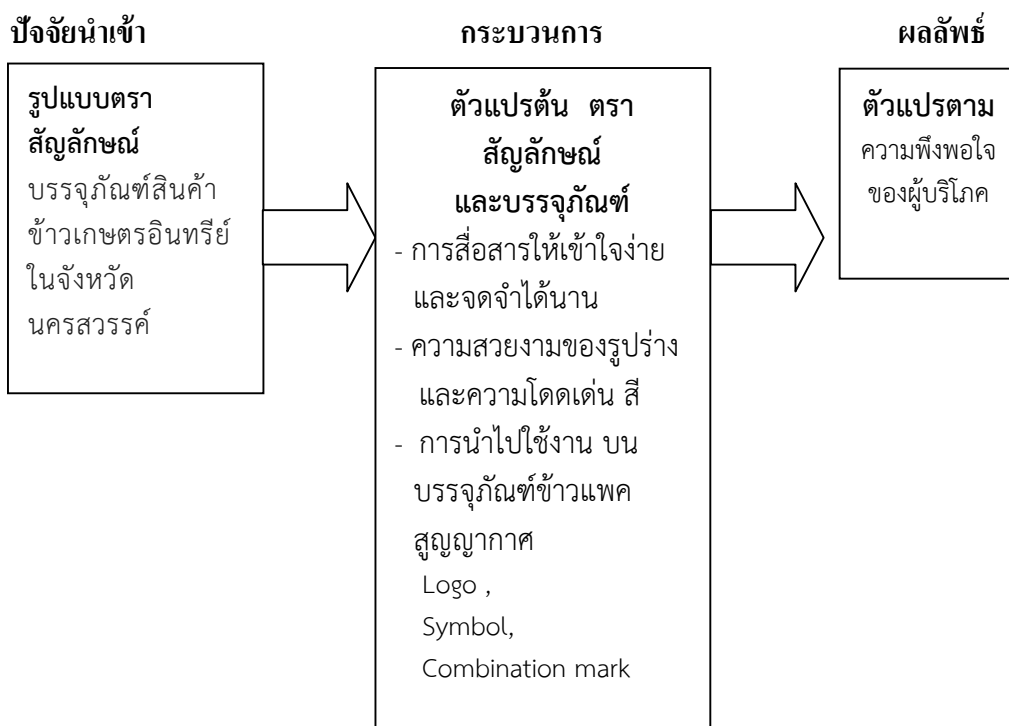 ปัจจัยนำเข้า
รูปแบบตรา
สัญลักษณ์
บรรจุภัณฑ์สินค้า
ข้าวเกษตรอินทรีย์
ในจังหวัด
นครสวรรค์
กระบวนการ
ตัวแปรต้น ตรา
สัญลักษณ์
และบรรจุภัณฑ์
- การสื่อสารให้เข้าใจง่าย
และจดจำได้นาน
- ความสวยงามของรูปร่าง
และความโดดเด่น สี
- การนำไปใช้งาน บน
บรรจุภัณฑ์ข้าวแพค
สูญญากาศ
Logo ,
Symbol,
Combination mark
ผลลัพธ์
ตัวแปรตาม
ความพึงพอใจ
ของผู้บริโภค